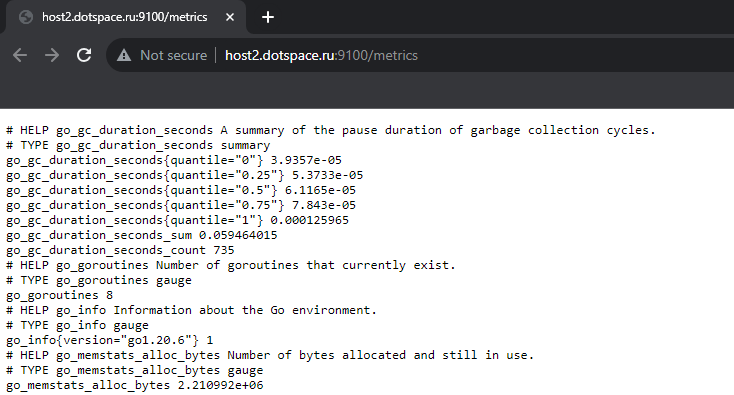 host2.dotspace.ru:9100/metrics
Not secure
host2.dotspace.ru:9100/metrics
# HELP go_gc_duration_seconds A summary of the pause duration of garbage collection cycles.
# TYPE go_gc_duration_seconds summary
go_gc_duration_seconds{quantile="0"} 3.9357e-05
go_gc_duration_seconds{quantile="0.25"} 5.3733e-05
go_gc_duration_seconds{quantile="0.5"} 6.1165e-05
go_gc_duration_seconds{quantile="0.75"} 7.843e-05
go_gc_duration_seconds{quantile="1"} 0.000125965
go_gc_duration_seconds_sum 0.059464015
go_gc_duration_seconds_count 735
# HELP go_goroutines Number of goroutines that currently exist.
# TYPE go_goroutines gauge
go_goroutines 8
# HELP go_info Information about the Go environment.
# TYPE go_info gauge
go_info{version="go1.20.6"} 1
# HELP go_memstats_alloc_bytes Number of bytes allocated and still in use.
# TYPE go_memstats_alloc_bytes gauge
go_memstats_alloc_bytes 2.210992e+06